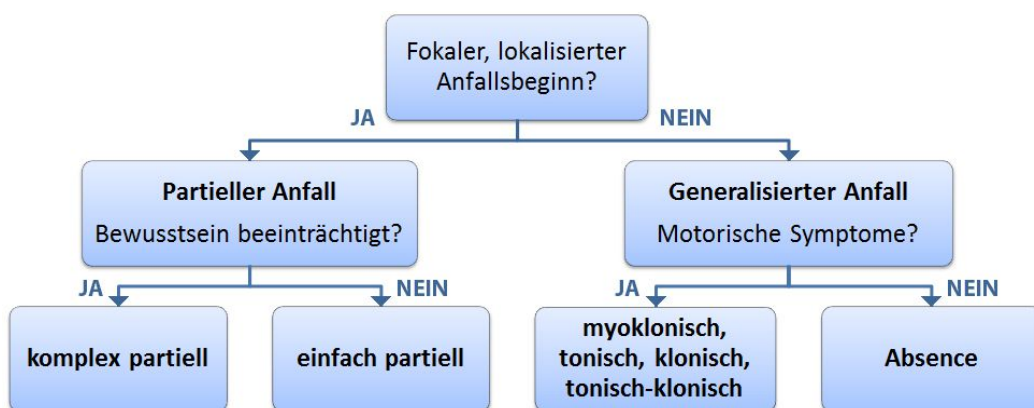 Fokaler, lokalisierter
Anfallsbeginn?
JA
NEIN
Partieller Anfall
Bewusstsein beeinträchtigt?
Generalisierter Anfall
Motorische Symptome?
JA
NEIN
JA
NEIN
komplex partiell
einfach partiell
myoklonisch,
tonisch, klonisch,
tonisch-klonisch
Absence